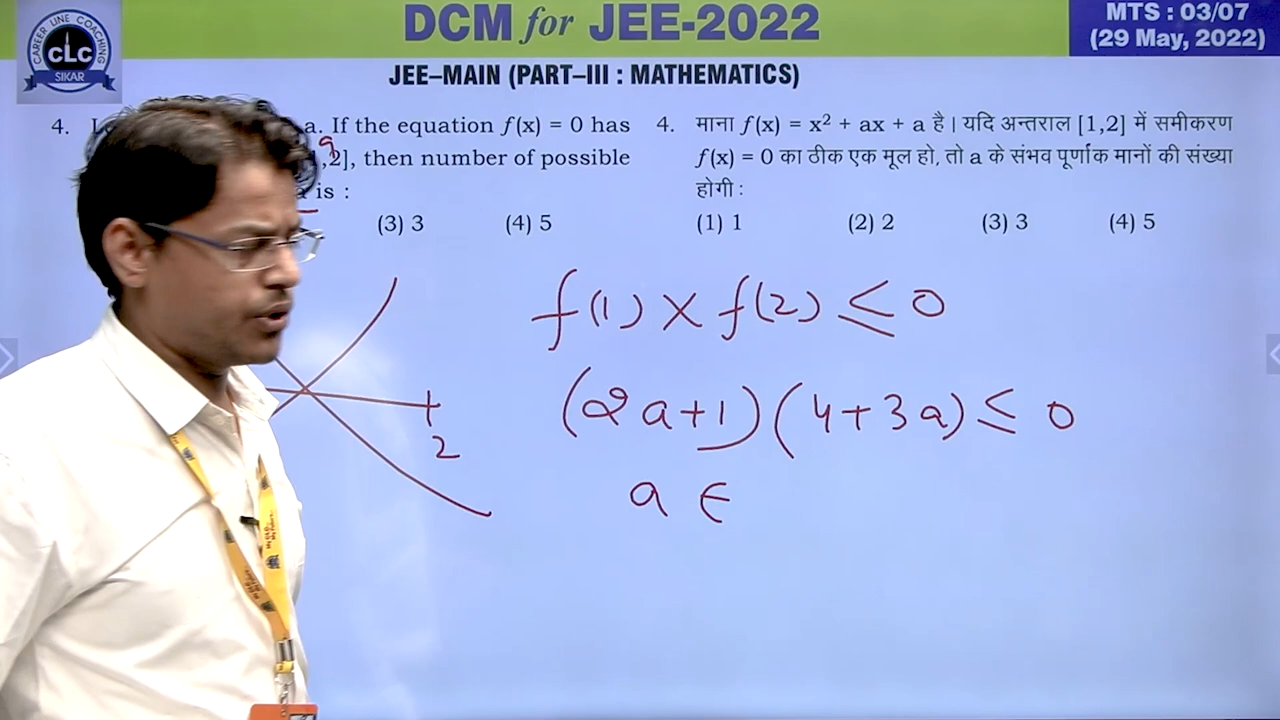 DCM for JEE-2022
MTS : 03/07
(29 May, 2022)
CAREER LINE COACHING
CLC
SIKAR
JEE–MAIN (PART–III : MATHEMATICS)
4. a. If the equation f(x) = 0 has
,2], then number of possible
is :
(3) 3 (4) 5
4. माना f(x) = x² + ax + a है। यदि अन्तराल [1,2] में समीकरण
f(x) = 0 का ठीक एक मूल हो, तो a के संभव पूर्णांक मानों की संख्या
होगी :
(1) 1 (2) 2 (3) 3 (4) 5
f(1) × f(2) ≤ 0
(2a+1)(4+3a) ≤ 0
a ∈
2